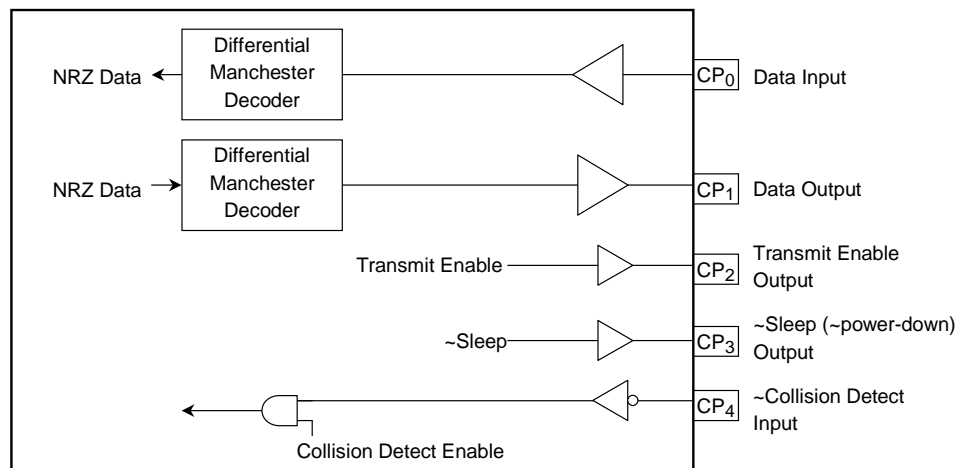 Differential
Manchester
Decoder
NRZ Data
CP0
Data Input
Differential
Manchester
Decoder
NRZ Data
CP1
Data Output
Transmit Enable
CP2
Transmit Enable
Output
~Sleep
CP3
~Sleep (~power-down)
Output
CP4
~Collision Detect
Input
Collision Detect Enable